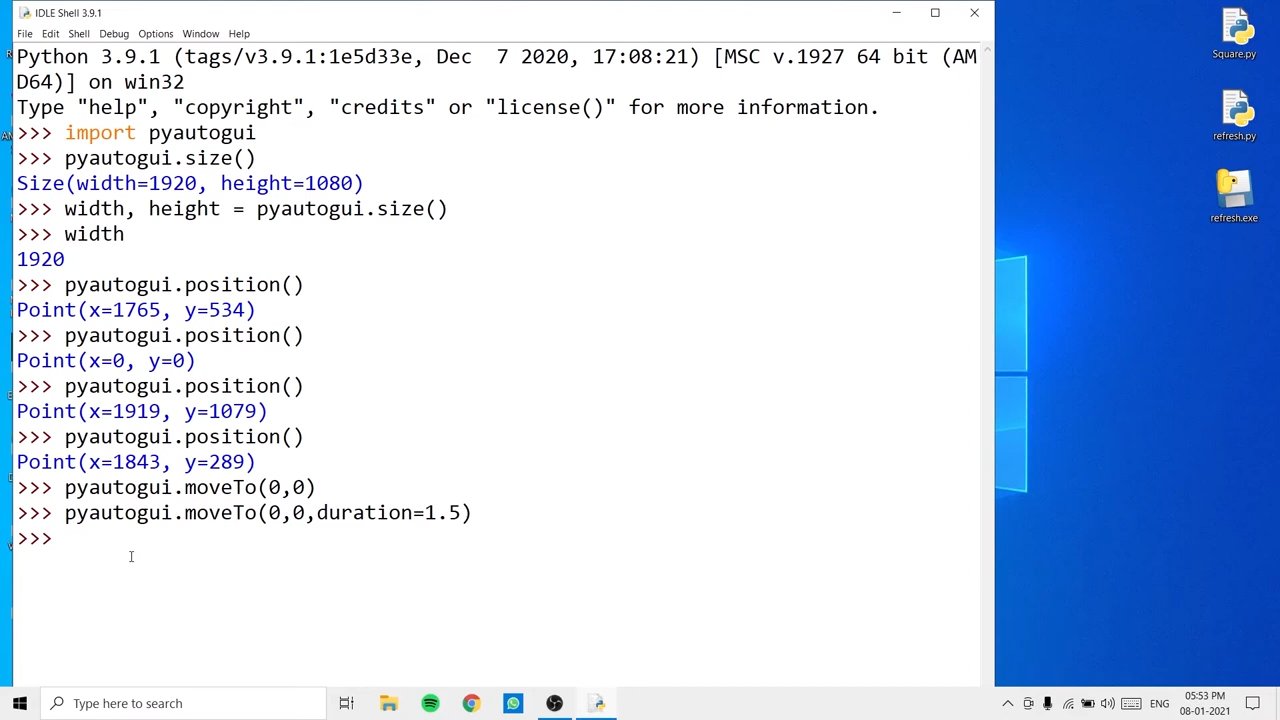 IDLE Shell 3.9.1
File Edit Shell Debug Options Window Help
Python 3.9.1 (tags/v3.9.1:1e5d33e, Dec  7 2020, 17:08:21) [MSC v.1927 64 bit (AM
D64)] on win32
Type "help", "copyright", "credits" or "license()" for more information.
>>> import pyautogui
>>> pyautogui.size()
Size(width=1920, height=1080)
>>> width, height = pyautogui.size()
>>> width
1920
>>> pyautogui.position()
Point(x=1765, y=534)
>>> pyautogui.position()
Point(x=0, y=0)
>>> pyautogui.position()
Point(x=1919, y=1079)
>>> pyautogui.position()
Point(x=1843, y=289)
>>> pyautogui.moveTo(0,0)
>>> pyautogui.moveTo(0,0,duration=1.5)
>>>
Square.py
refresh.py
refresh.exe
Type here to search
ENG
05:53 PM
08-01-2021